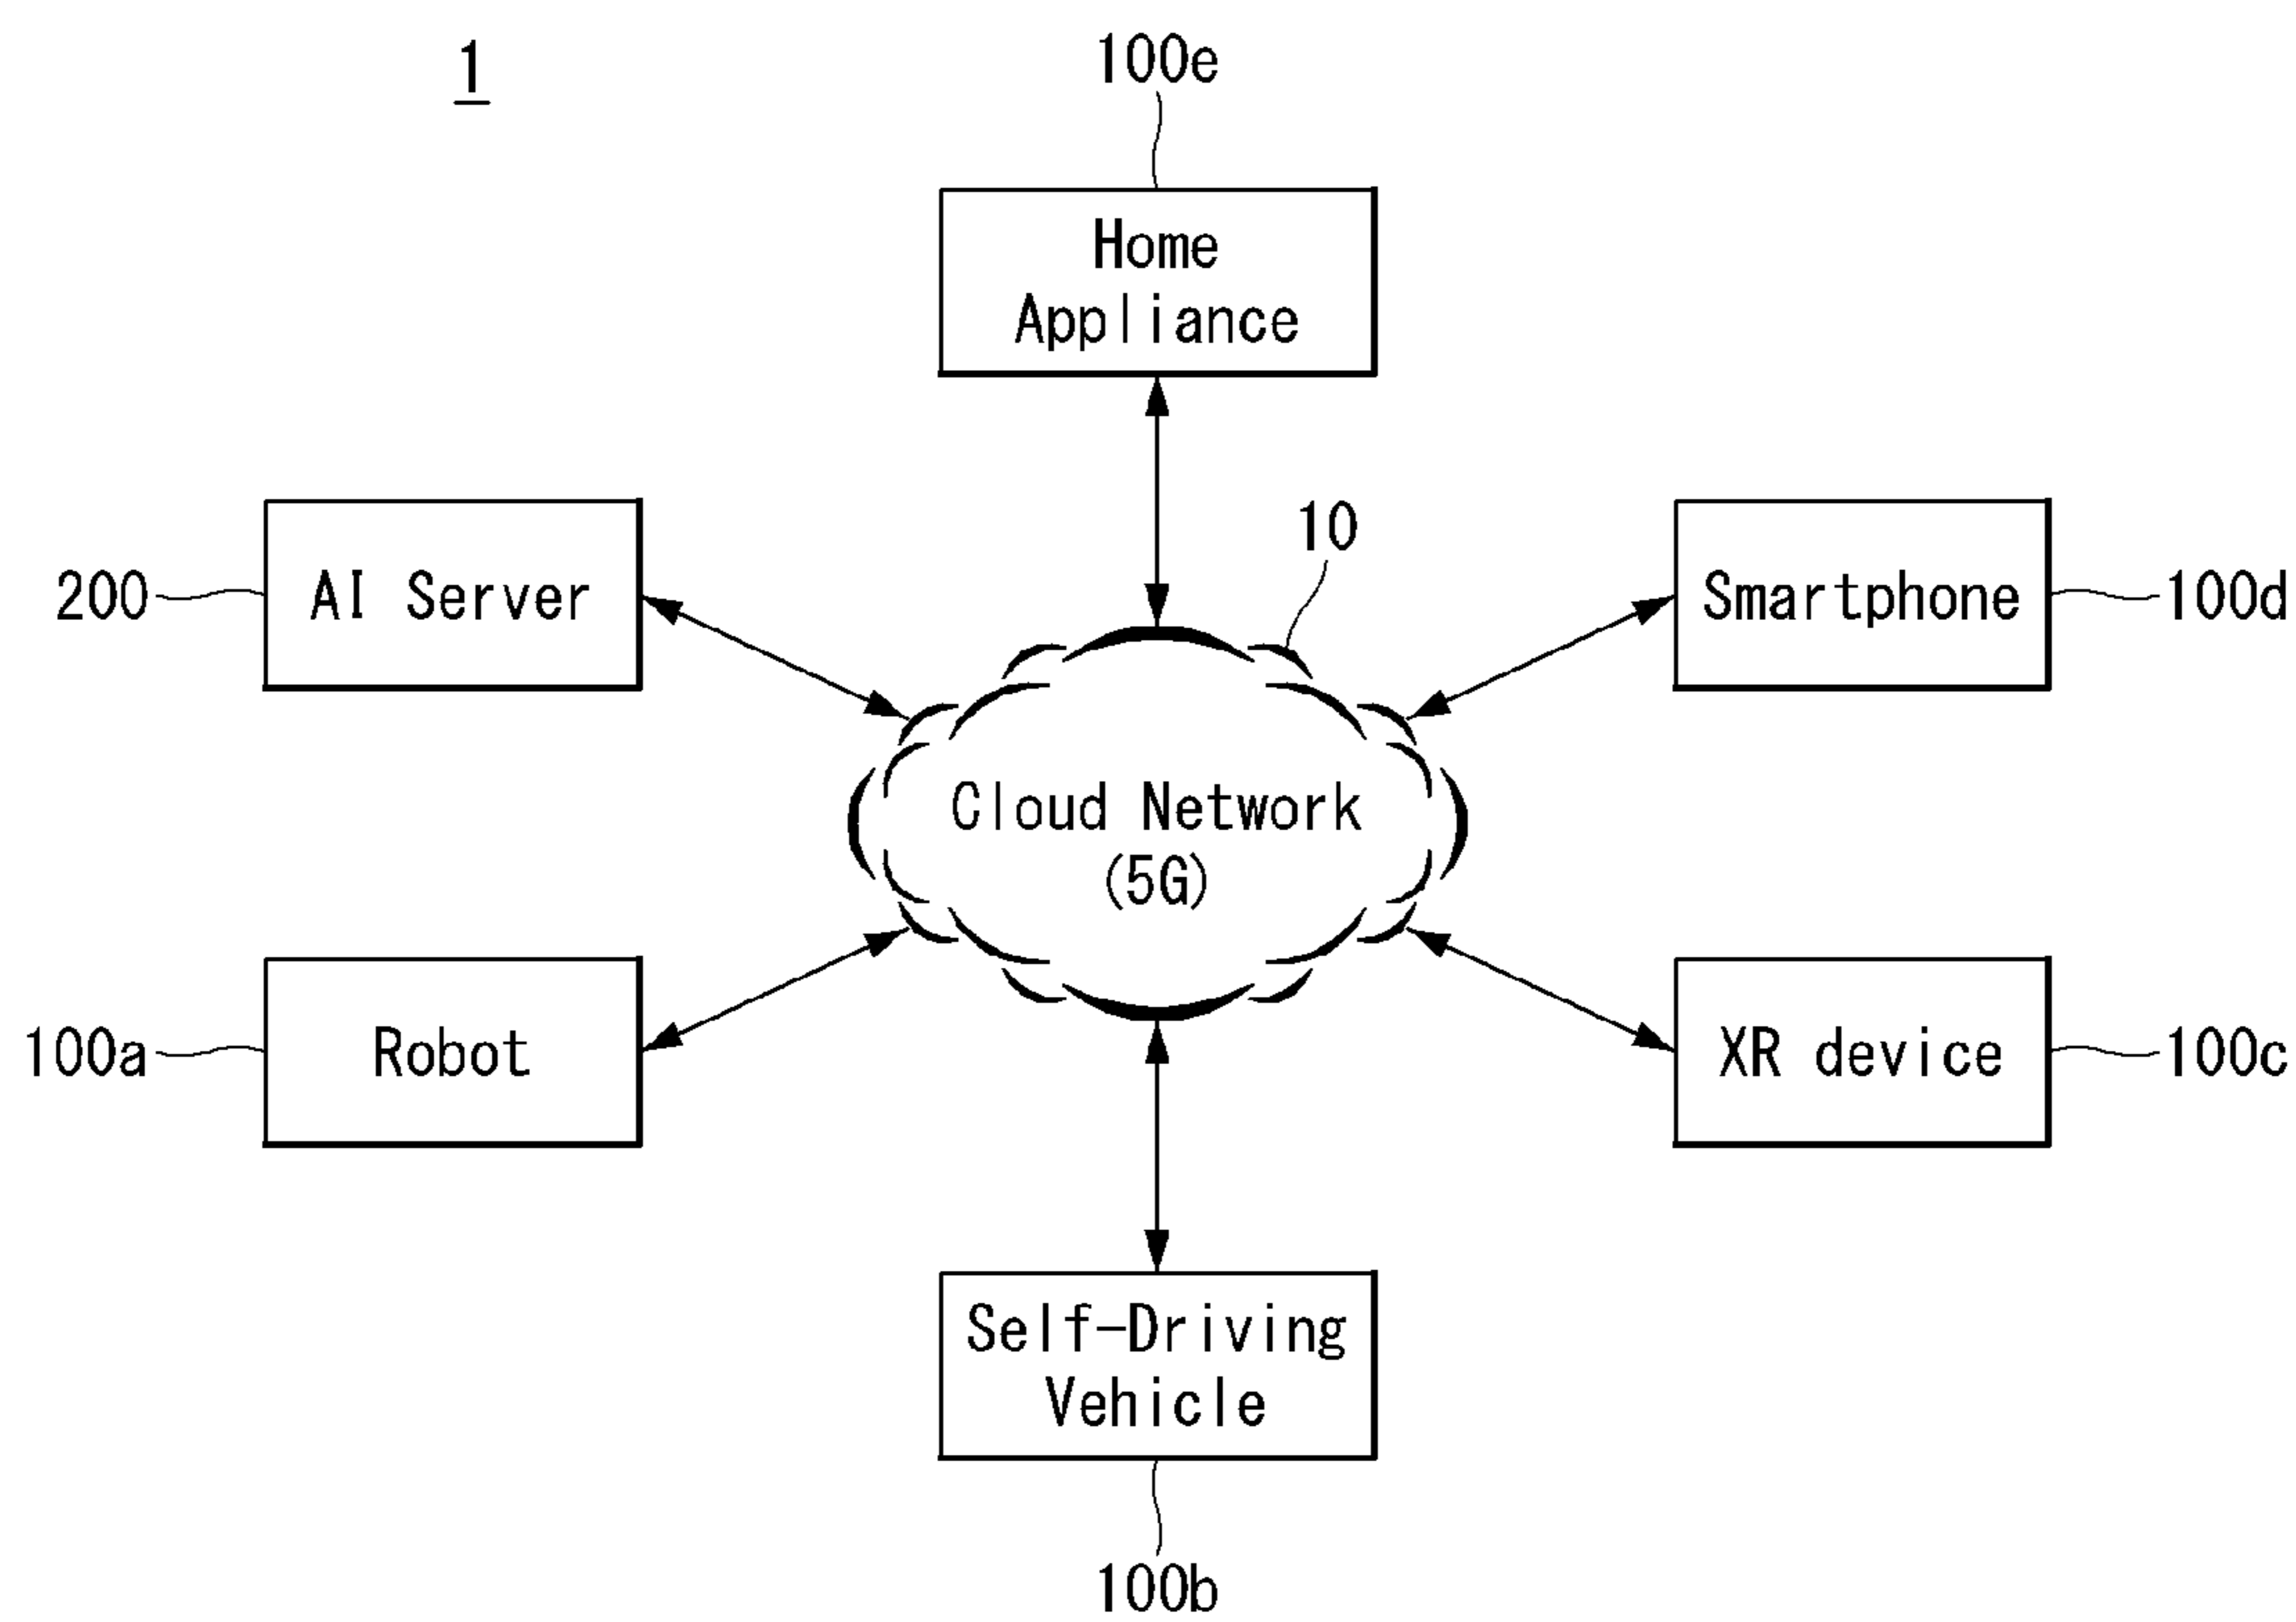 1
100e
Home
Appliance
10
200
AI Server
Smartphone
100d
Cloud Network
(5G)
100a
Robot
XR device
100c
Self-Driving
Vehicle
100b